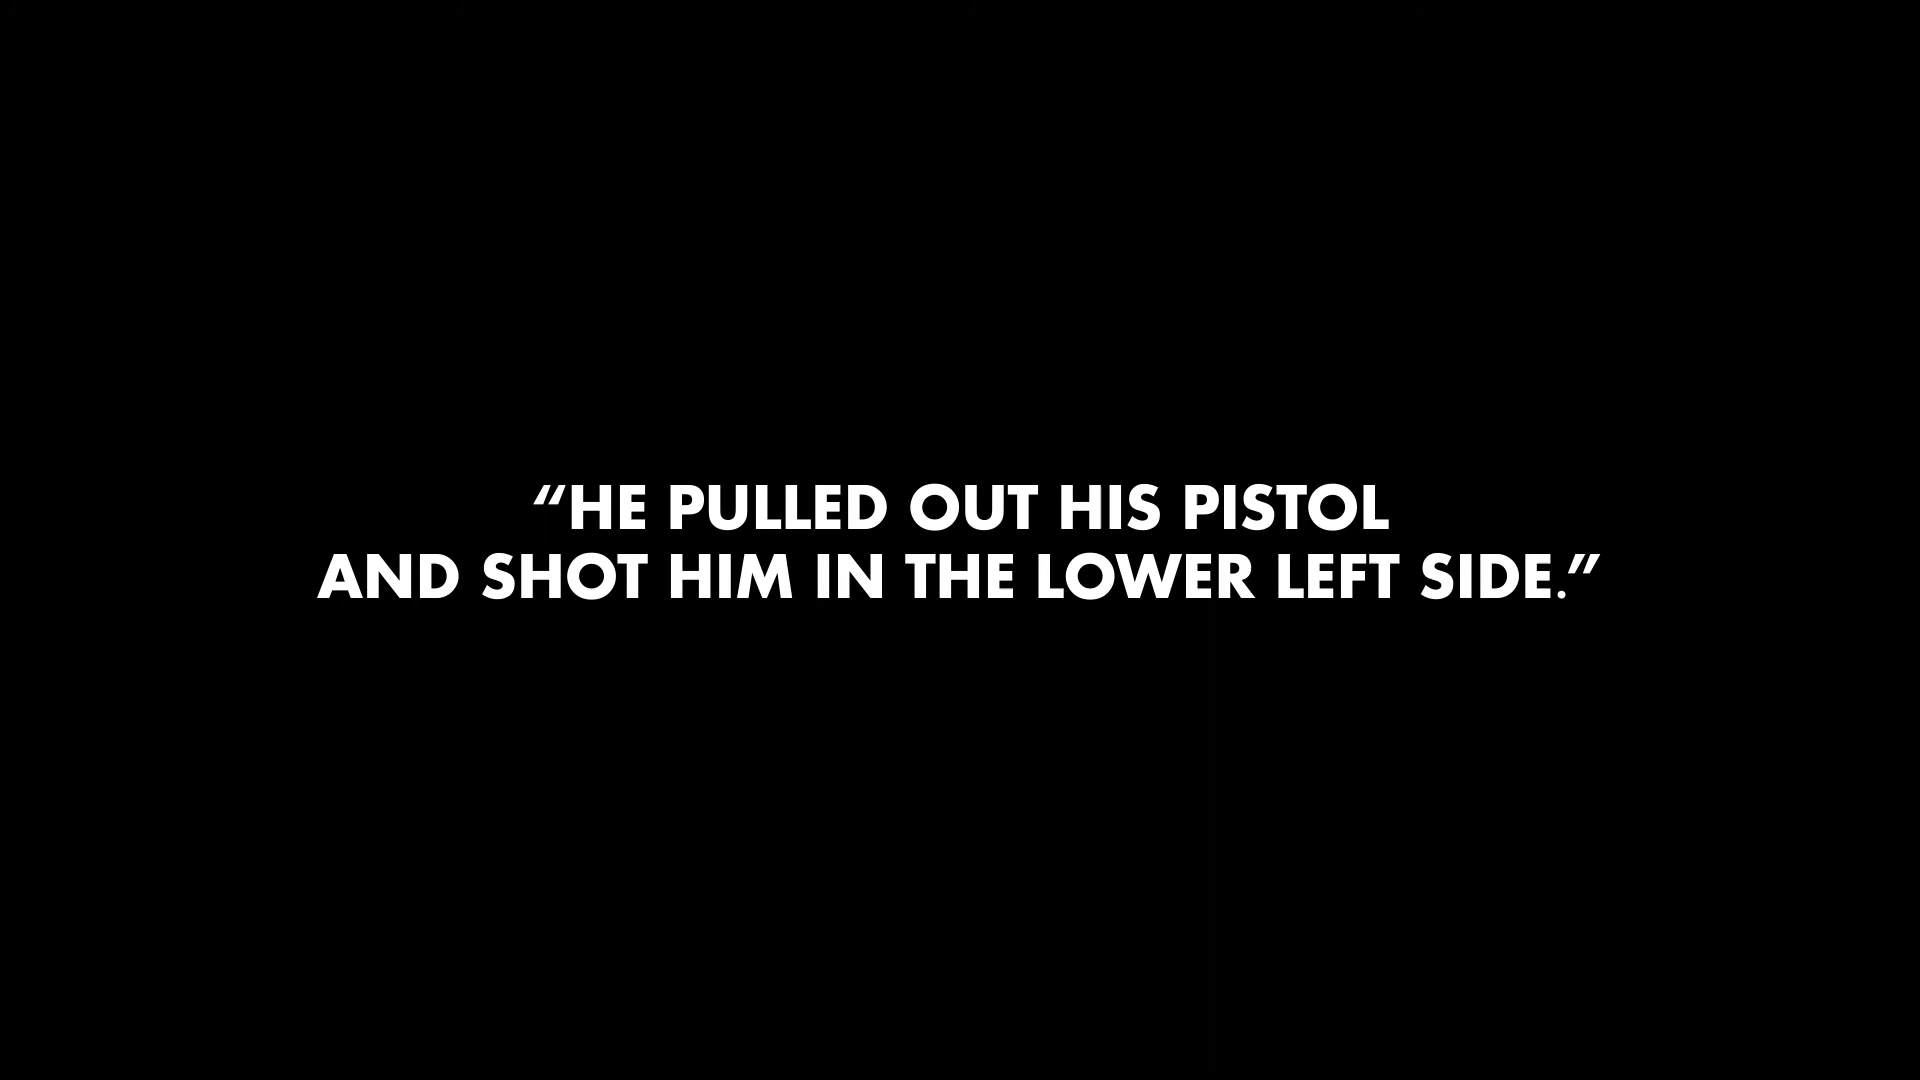 “HE PULLED OUT HIS PISTOL
AND SHOT HIM IN THE LOWER LEFT SIDE.”